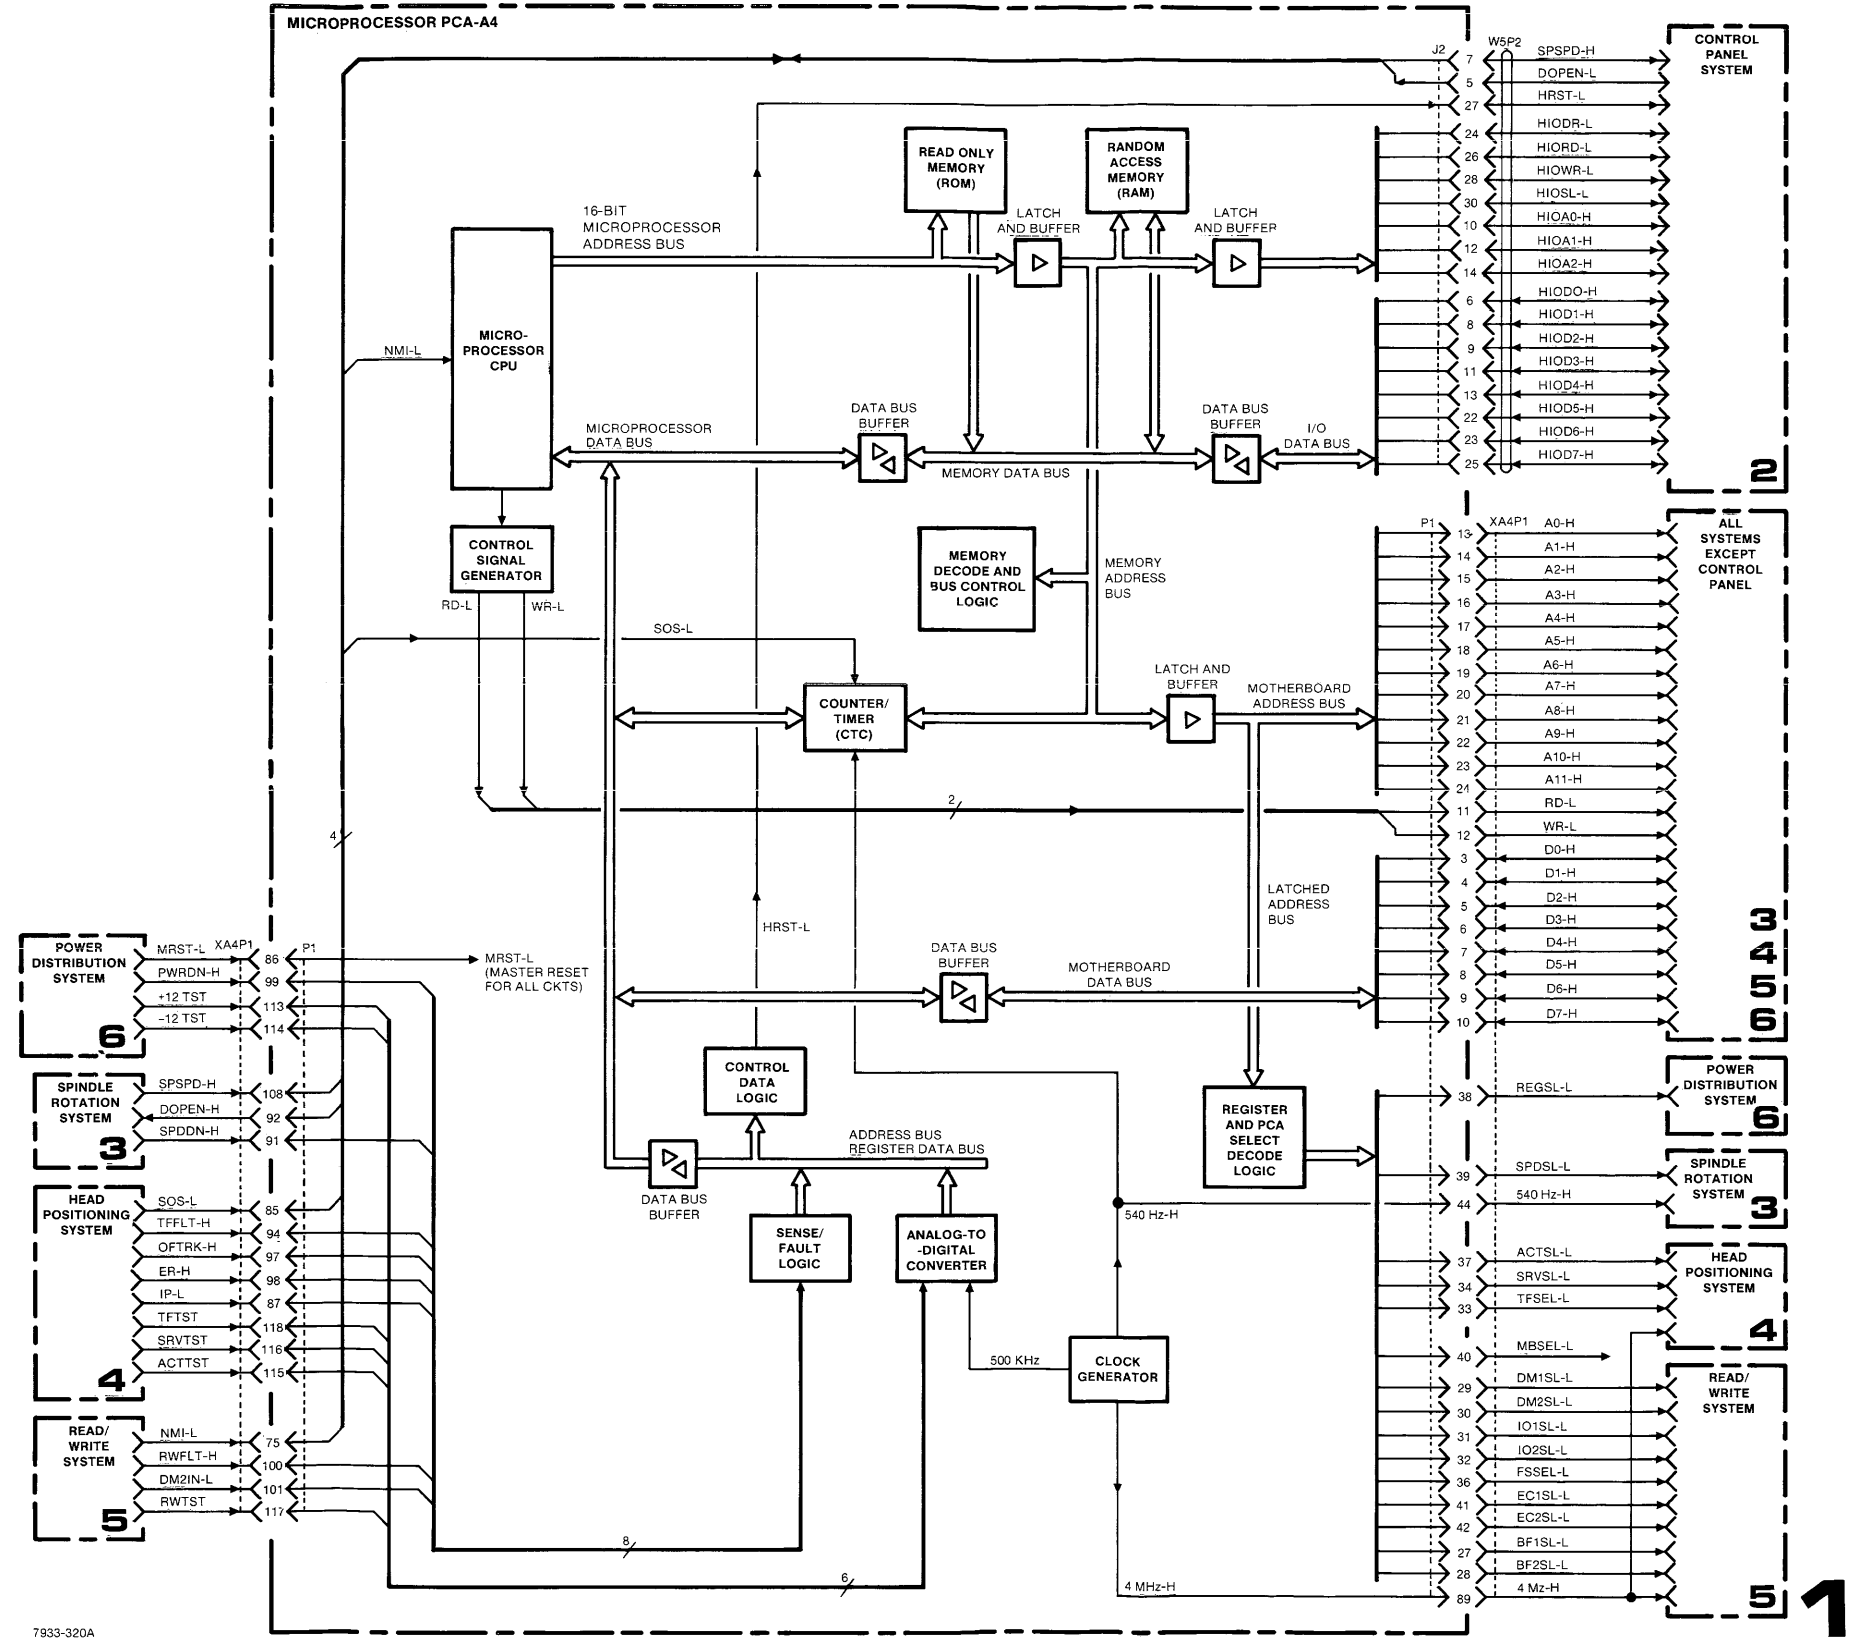 MICROPROCESSOR PCA-A4
J2
W5P2
7 SPSPD-H
5 DOPEN-L
27 HRST-L
24 HIODR-L
26 HIORD-L
28 HIOWR-L
30 HIOSL-L
10 HIOA0-H
12 HIOA1-H
14 HIOA2-H
6 HIODO-H
8 HIOD1-H
9 HIOD2-H
11 HIOD3-H
13 HIOD4-H
22 HIOD5-H
23 HIOD6-H
25 HIOD7-H
CONTROL
PANEL
SYSTEM
2
READ ONLY
MEMORY
(ROM)
RANDOM
ACCESS
MEMORY
(RAM)
16-BIT
MICROPROCESSOR
ADDRESS BUS
LATCH
AND BUFFER
LATCH
AND BUFFER
MICRO-
PROCESSOR
CPU
NMI-L
MICROPROCESSOR
DATA BUS
DATA BUS
BUFFER
MEMORY DATA BUS
DATA BUS
BUFFER
I/O
DATA BUS
CONTROL
SIGNAL
GENERATOR
RD-L
WR-L
MEMORY
DECODE AND
BUS CONTROL
LOGIC
MEMORY
ADDRESS
BUS
SOS-L
COUNTER/
TIMER
(CTC)
LATCH AND
BUFFER
MOTHERBOARD
ADDRESS BUS
2
4
P1
XA4P1
13 A0-H
14 A1-H
15 A2-H
16 A3-H
17 A4-H
18 A5-H
19 A6-H
20 A7-H
21 A8-H
22 A9-H
23 A10-H
24 A11-H
11 RD-L
12 WR-L
3 D0-H
4 D1-H
5 D2-H
6 D3-H
7 D4-H
8 D5-H
9 D6-H
10 D7-H
ALL
SYSTEMS
EXCEPT
CONTROL
PANEL
3
4
5
6
LATCHED
ADDRESS
BUS
HRST-L
DATA BUS
BUFFER
MOTHERBOARD
DATA BUS
POWER
DISTRIBUTION
SYSTEM
6
XA4P1
P1
MRST-L 86
PWRDN-H 99
+12 TST 113
-12 TST 114
MRST-L
(MASTER RESET
FOR ALL CKTS)
SPINDLE
ROTATION
SYSTEM
3
SPSPD-H 108
DOPEN-H 92
SPDDN-H 91
HEAD
POSITIONING
SYSTEM
4
SOS-L 85
TFFLT-H 94
OFTRK-H 97
ER-H 98
IP-L 87
TFTST 118
SRVTST 116
ACTTST 115
READ/
WRITE
SYSTEM
5
NMI-L 75
RWFLT-H 100
DM2IN-L 101
RWTST 117
CONTROL
DATA
LOGIC
ADDRESS BUS
REGISTER DATA BUS
DATA BUS
BUFFER
SENSE/
FAULT
LOGIC
ANALOG-TO
-DIGITAL
CONVERTER
REGISTER
AND PCA
SELECT
DECODE
LOGIC
540 Hz-H
500 KHz
CLOCK
GENERATOR
4 MHz-H
8
6
38 REGSL-L
POWER
DISTRIBUTION
SYSTEM
6
39 SPDSL-L
44 540 Hz-H
SPINDLE
ROTATION
SYSTEM
3
37 ACTSL-L
34 SRVSL-L
33 TFSEL-L
HEAD
POSITIONING
SYSTEM
4
40 MBSEL-L
29 DM1SL-L
30 DM2SL-L
31 IO1SL-L
32 IO2SL-L
36 FSSEL-L
41 EC1SL-L
42 EC2SL-L
27 BF1SL-L
28 BF2SL-L
89 4 Mz-H
READ/
WRITE
SYSTEM
5
1
7933-320A